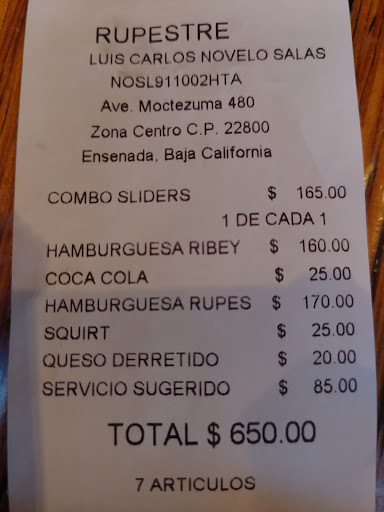 RUPESTRE
LUIS CARLOS NOVELO SALAS
NOSL911002HTA
Ave. Moctezuma 480
Zona Centro C.P. 22800
Ensenada, Baja California
COMBO SLIDERS $ 165.00
1 DE CADA 1
HAMBURGUESA RIBEY $ 160.00
COCA COLA $ 25.00
HAMBURGUESA RUPES $ 170.00
SQUIRT $ 25.00
QUESO DERRETIDO $ 20.00
SERVICIO SUGERIDO $ 85.00
TOTAL $ 650.00
7 ARTICULOS